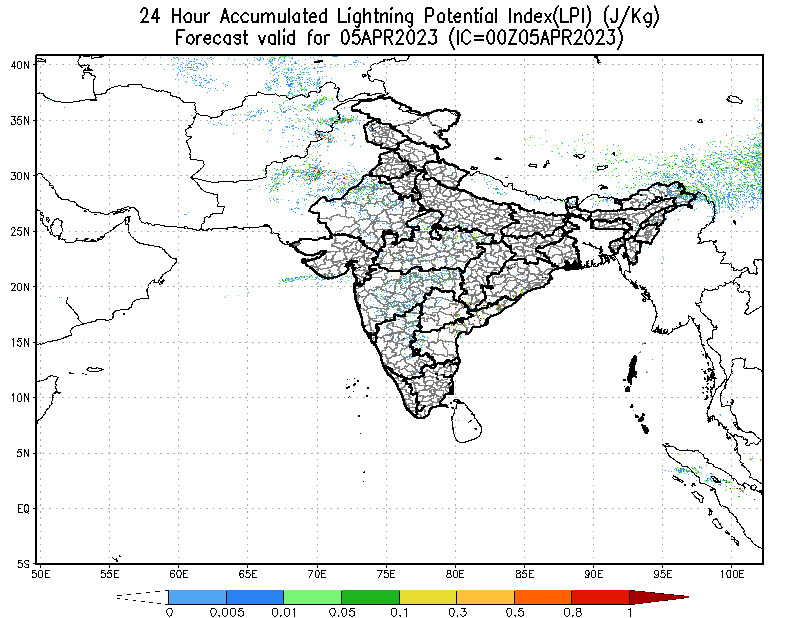 24 Hour Accumulated Lightning Potential Index(LPI) (J/Kg)
Forecast valid for 05APR2023 (IC=00Z05APR2023)
40N
35N
30N
25N
20N
15N
10N
5N
EQ
5S
50E 55E 60E 65E 70E 75E 80E 85E 90E 95E 100E
0 0.005 0.01 0.05 0.1 0.3 0.5 0.8 1